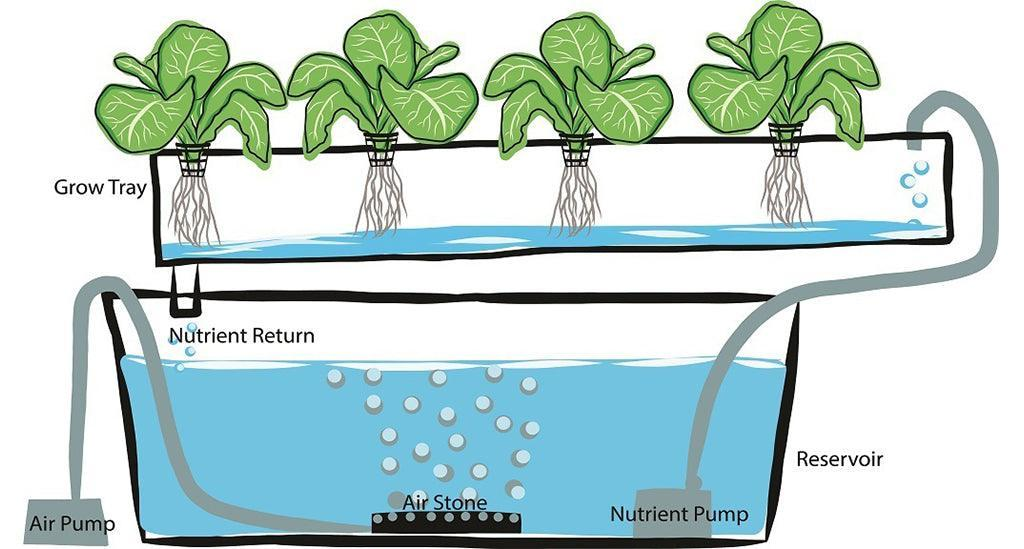 Grow Tray
Nutrient Return
Reservoir
Air Stone
Nutrient Pump
Air Pump